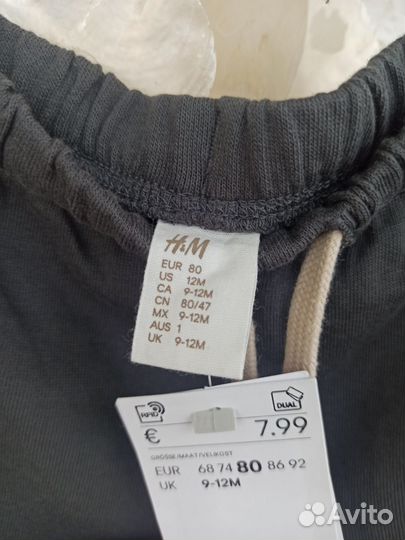 H&M
EUR 80
US 12M
CA 9-12M
CN 80/47
MX 9-12M
AUS 1
UK 9-12M
RFID DUAL
€ 7.99
GRÖSSE/MAAT/VELIKOST
EUR 68 74 80 86 92
UK 9-12M
Avito